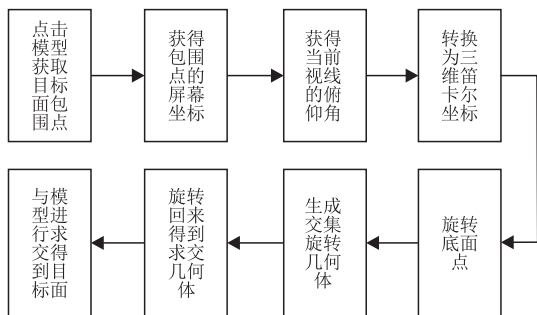 点击
模型
获取
目标
面包
围点
获得
包围
点的
屏幕
坐标
获得
当前
视线
的俯
仰角
转换
为三
维笛
卡尔
坐标
旋转
底面
点
生成
交集
旋转
几何
体
旋转
回来
得到
求交
几何
体
与模
型进
行求
交得
到目
标面